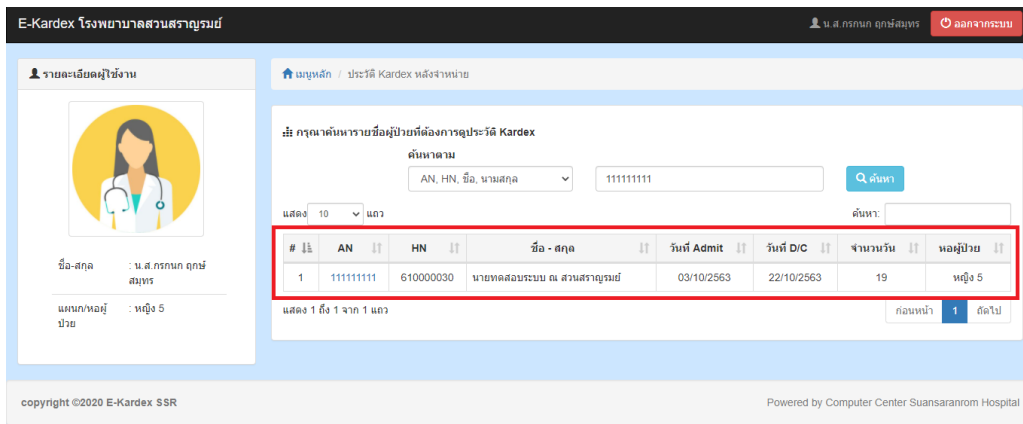 E-Kardex โรงพยาบาลสวนสราญรมย์
น.ส.กรกนก ฤกษ์สมุทร
ออกจากระบบ
รายละเอียดผู้ใช้งาน
ชื่อ-สกุล : น.ส.กรกนก ฤกษ์
สมุทร
แผนก/หอผู้ : หญิง 5
ป่วย
เมนูหลัก / ประวัติ Kardex หลังจำหน่าย
กรุณาค้นหารายชื่อผู้ป่วยที่ต้องการดูประวัติ Kardex
ค้นหาตาม
AN, HN, ชื่อ, นามสกุล 111111111 ค้นหา
แสดง 10 แถว ค้นหา:
# AN HN ชื่อ - สกุล วันที่ Admit วันที่ D/C จำนวนวัน หอผู้ป่วย
1 111111111 610000030 นายทดสอบระบบ ณ สวนสราญรมย์ 03/10/2563 22/10/2563 19 หญิง 5
แสดง 1 ถึง 1 จาก 1 แถว ก่อนหน้า 1 ถัดไป
copyright ©2020 E-Kardex SSR Powered by Computer Center Suansaranrom Hospital